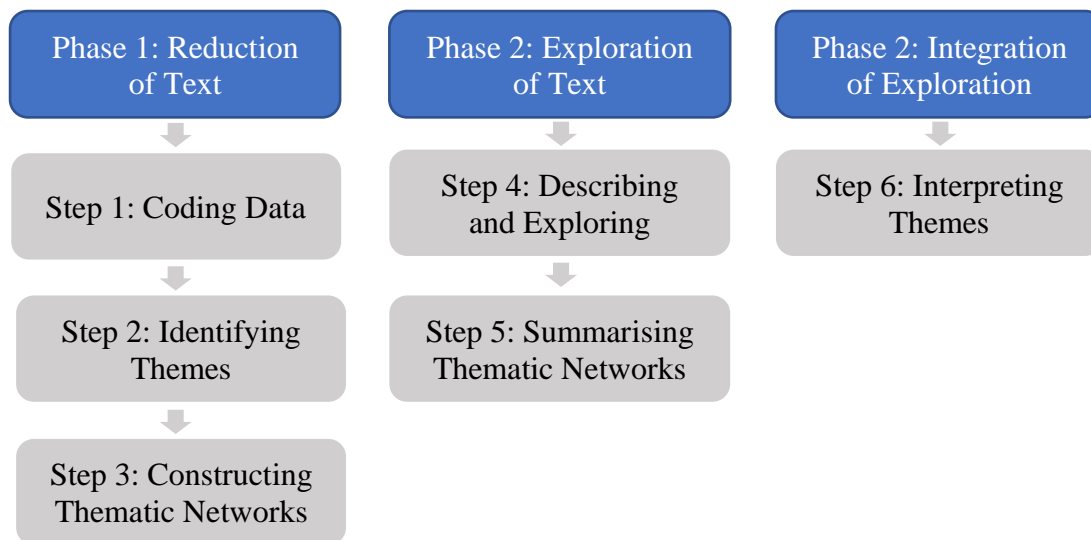 Phase 1: Reduction
of Text
Step 1: Coding Data
Step 2: Identifying
Themes
Step 3: Constructing
Thematic Networks
Phase 2: Exploration
of Text
Step 4: Describing
and Exploring
Step 5: Summarising
Thematic Networks
Phase 2: Integration
of Exploration
Step 6: Interpreting
Themes